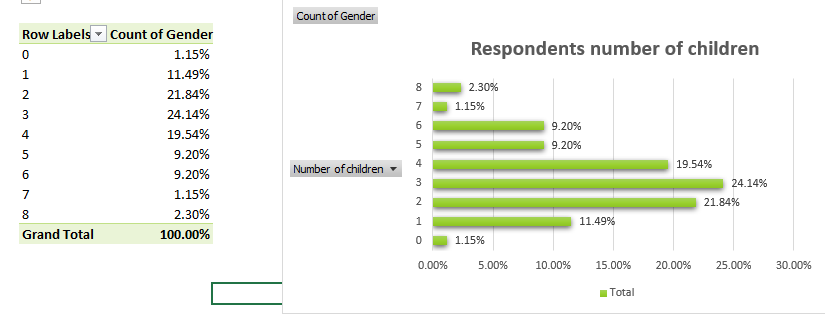 Row Labels Count of Gender
0 1.15%
1 11.49%
2 21.84%
3 24.14%
4 19.54%
5 9.20%
6 9.20%
7 1.15%
8 2.30%
Grand Total 100.00%
Count of Gender
Respondents number of children
Number of children
8 2.30%
7 1.15%
6 9.20%
5 9.20%
4 19.54%
3 24.14%
2 21.84%
1 11.49%
0 1.15%
0.00% 5.00% 10.00% 15.00% 20.00% 25.00% 30.00%
Total